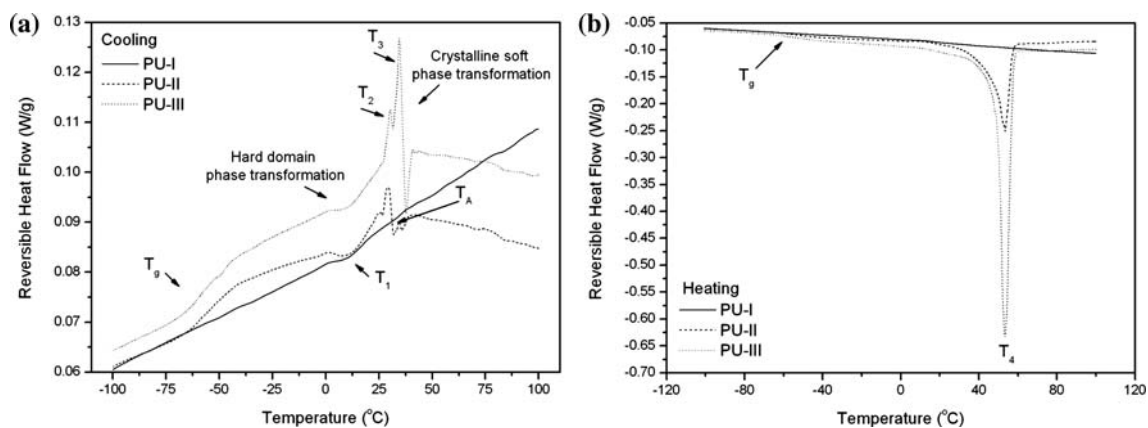 (a)
0.13
0.12
0.11
0.10
0.09
0.08
0.07
0.06
Reversible Heat Flow (W/g)
Cooling
PU-I
PU-II
PU-III
T3
Crystalline soft
phase transformation
T2
Hard domain
phase transformation
TA
Tg
T1
-100 -75 -50 -25 0 25 50 75 100
Temperature (°C)
(b)
-0.05
-0.10
-0.15
-0.20
-0.25
-0.30
-0.35
-0.40
-0.45
-0.50
-0.55
-0.60
-0.65
-0.70
Reversible Heat Flow (W/g)
Tg
Heating
PU-I
PU-II
PU-III
T4
-120 -80 -40 0 40 80 120
Temperature (°C)